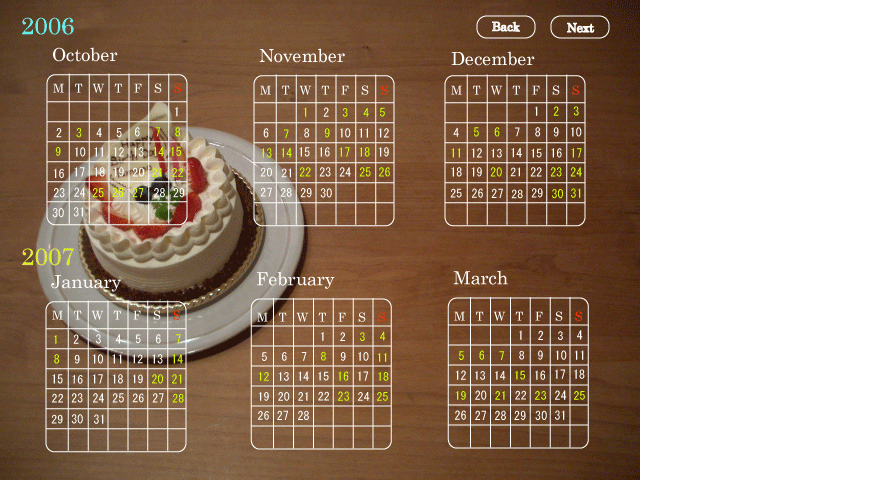 2006
Back Next
October
M T W T F S S
1
2 3 4 5 6 7 8
9 10 11 12 13 14 15
16 17 18 19 20 21 22
23 24 25 26 27 28 29
30 31
November
M T W T F S S
1 2 3 4 5
6 7 8 9 10 11 12
13 14 15 16 17 18 19
20 21 22 23 24 25 26
27 28 29 30
December
M T W T F S S
1 2 3
4 5 6 7 8 9 10
11 12 13 14 15 16 17
18 19 20 21 22 23 24
25 26 27 28 29 30 31
2007
January
M T W T F S S
1 2 3 4 5 6 7
8 9 10 11 12 13 14
15 16 17 18 19 20 21
22 23 24 25 26 27 28
29 30 31
February
M T W T F S S
1 2 3 4
5 6 7 8 9 10 11
12 13 14 15 16 17 18
19 20 21 22 23 24 25
26 27 28
March
M T W T F S S
1 2 3 4
5 6 7 8 9 10 11
12 13 14 15 16 17 18
19 20 21 22 23 24 25
26 27 28 29 30 31